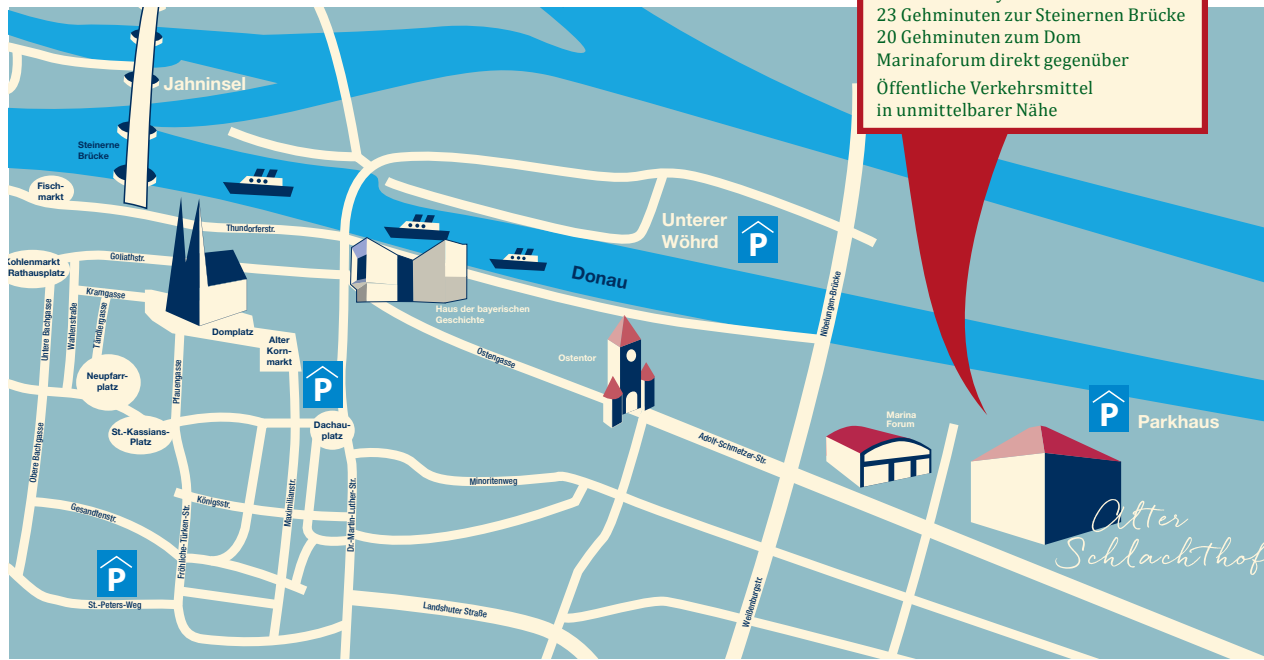 23 Gehminuten zur Steinernen Brücke
20 Gehminuten zum Dom
Marinaforum direkt gegenüber
Öffentliche Verkehrsmittel
in unmittelbarer Nähe
Jahninsel
Steinerne
Brücke
Fisch-
markt
Thundorferstr.
Unterer
Wöhrd
P
Kohlenmarkt
Rathausplatz
Goliathstr.
Donau
Kramgasse
Haus der bayerischen
Geschichte
Nibelungen-Brücke
Untere Bachgasse
Wahlenstraße
Tändlergasse
Domplatz
Alter
Korn-
markt
Ostengasse
Ostentor
Pfauengasse
Neupfarr-
platz
P
P
Parkhaus
St.-Kassians-
Platz
Dachau-
platz
Marina
Forum
Adolf-Schmetzer-Str.
Obere Bachgasse
Minoritenweg
Königsstr.
Maximilianstr.
Dr.-Martin-Luther-Str.
Gesandtenstr.
Fröhliche-Türken-Str.
Alter
Schlachthof
P
St.-Peters-Weg
Landshuter Straße
Weißenburgstr.